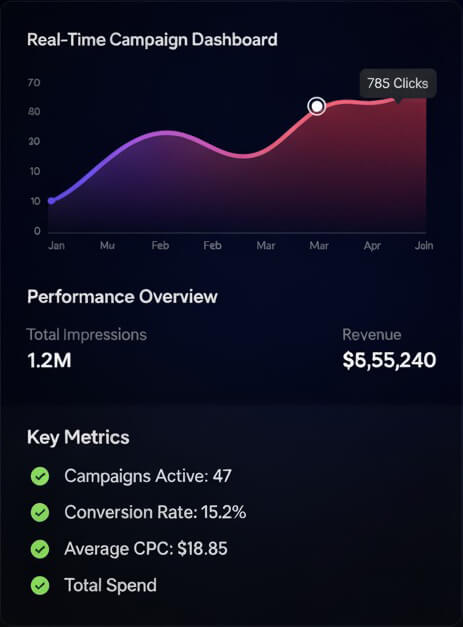 Real-Time Campaign Dashboard
785 Clicks
70
80
20
10
10
0
Jan Mu Feb Feb Mar Mar Apr Joln
Performance Overview
Total Impressions Revenue
1.2M $6,55,240
Key Metrics
Campaigns Active: 47
Conversion Rate: 15.2%
Average CPC: $18.85
Total Spend